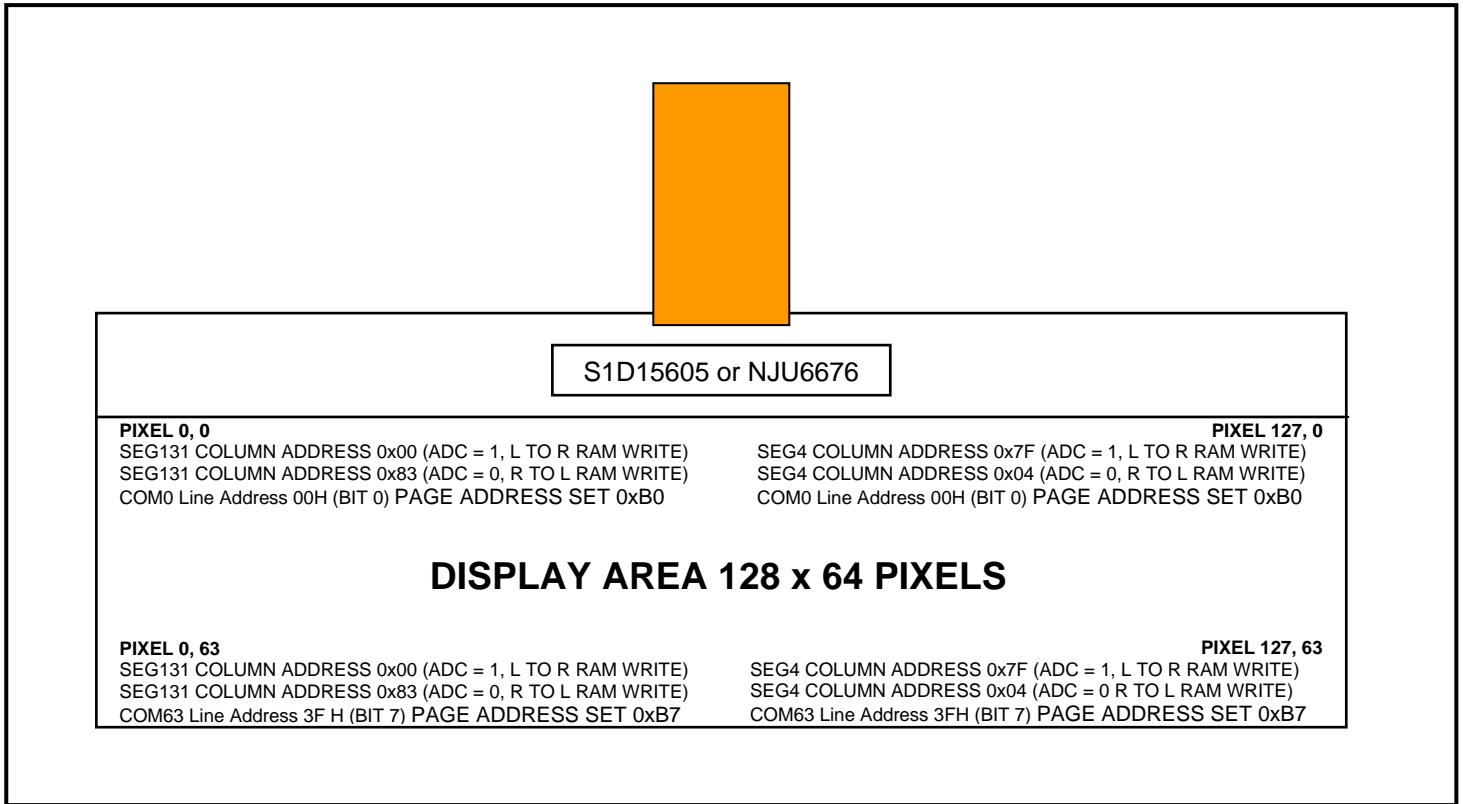 S1D15605 or NJU6676
PIXEL 0, 0
SEG131 COLUMN ADDRESS 0x00 (ADC = 1, L TO R RAM WRITE)
SEG131 COLUMN ADDRESS 0x83 (ADC = 0, R TO L RAM WRITE)
COM0 Line Address 00H (BIT 0) PAGE ADDRESS SET 0xB0
PIXEL 127, 0
SEG4 COLUMN ADDRESS 0x7F (ADC = 1, L TO R RAM WRITE)
SEG4 COLUMN ADDRESS 0x04 (ADC = 0, R TO L RAM WRITE)
COM0 Line Address 00H (BIT 0) PAGE ADDRESS SET 0xB0
DISPLAY AREA 128 x 64 PIXELS
PIXEL 0, 63
SEG131 COLUMN ADDRESS 0x00 (ADC = 1, L TO R RAM WRITE)
SEG131 COLUMN ADDRESS 0x83 (ADC = 0, R TO L RAM WRITE)
COM63 Line Address 3F H (BIT 7) PAGE ADDRESS SET 0xB7
PIXEL 127, 63
SEG4 COLUMN ADDRESS 0x7F (ADC = 1, L TO R RAM WRITE)
SEG4 COLUMN ADDRESS 0x04 (ADC = 0 R TO L RAM WRITE)
COM63 Line Address 3FH (BIT 7) PAGE ADDRESS SET 0xB7